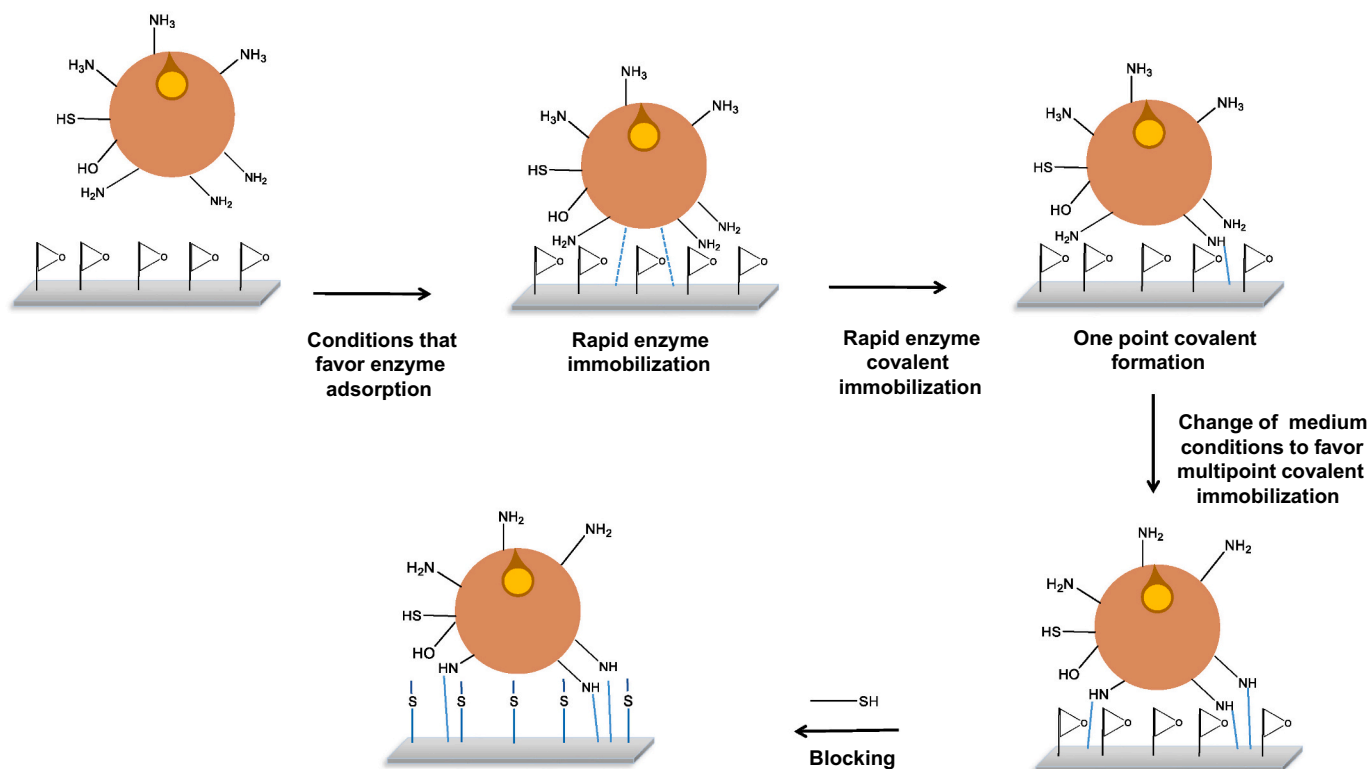 NH3
H3N
NH3
HS
HO
H2N
NH2
NH2
O
O
O
O
O
Conditions that
favor enzyme
adsorption
NH3
H3N
NH3
HS
HO
H2N
NH2
NH2
O
O
O
O
O
Rapid enzyme
immobilization
Rapid enzyme
covalent
immobilization
NH3
H3N
NH3
HS
HO
H2N
NH
NH2
O
O
O
O
O
One point covalent
formation
Change of medium
conditions to favor
multipoint covalent
immobilization
NH2
H2N
NH2
HS
HO
HN
NH
NH
O
O
O
O
O
SH
Blocking
NH2
H2N
NH2
HS
HO
HN
NH
NH
S
S
S
S
S